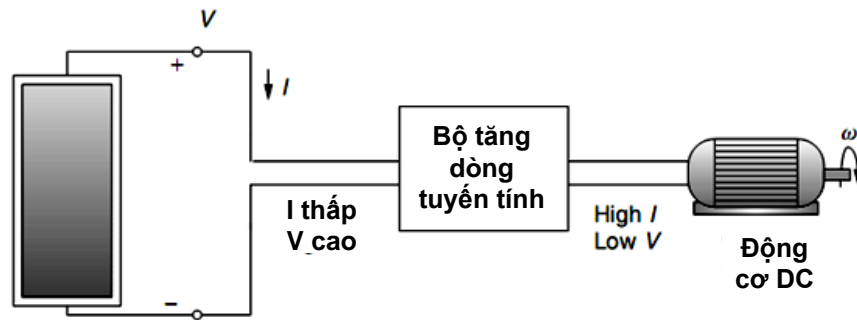 V
+
I
Bộ tăng
dòng
tuyến tính
ω
I thấp
V cao
High I
Low V
Động
cơ DC
−